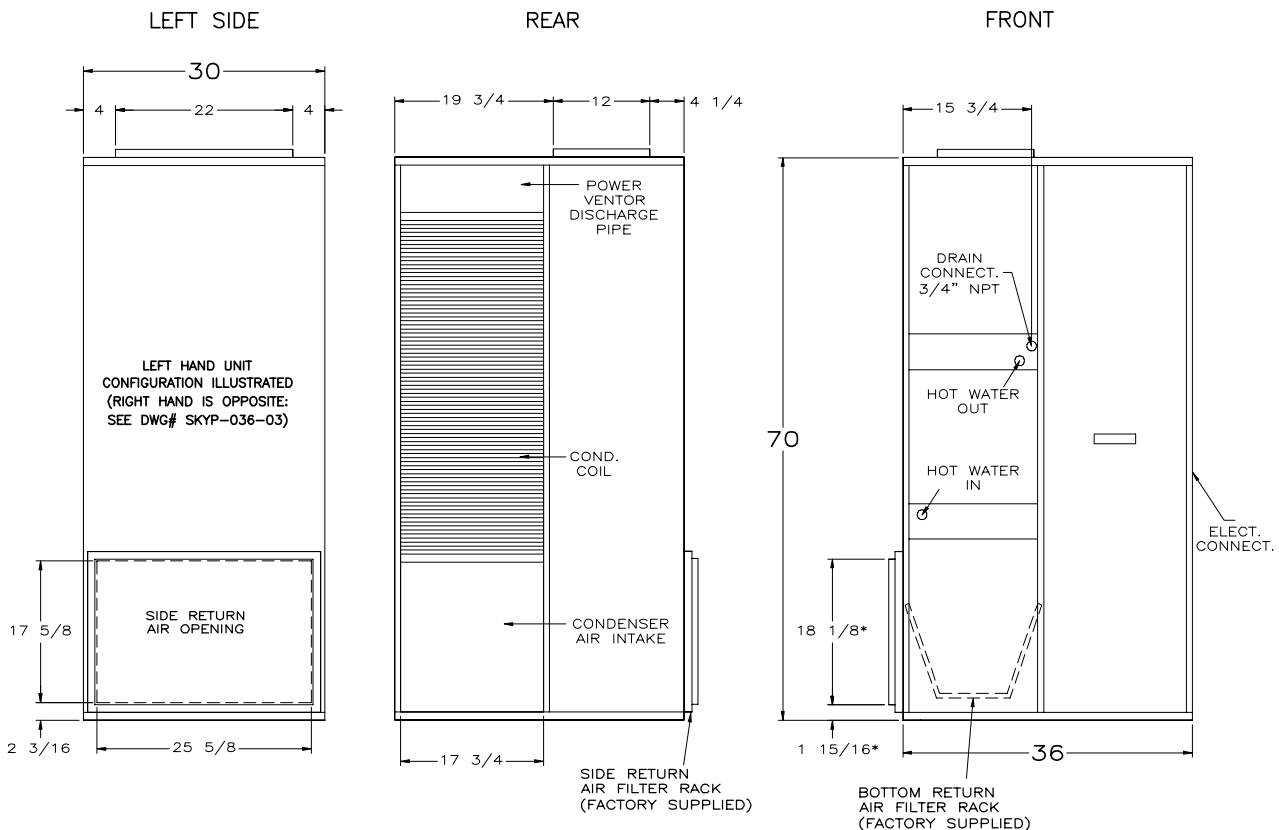 LEFT SIDE
REAR
FRONT
30
4
22
4
19 3/4
12
4 1/4
15 3/4
POWER
VENTOR
DISCHARGE
PIPE
DRAIN
CONNECT.
3/4” NPT
LEFT HAND UNIT
CONFIGURATION ILLUSTRATED
(RIGHT HAND IS OPPOSITE:
SEE DWG# SKYP-036-03)
HOT WATER
OUT
70
COND.
COIL
HOT WATER
IN
ELECT.
CONNECT.
SIDE RETURN
AIR OPENING
17 5/8
CONDENSER
AIR INTAKE
18 1/8*
2 3/16
25 5/8
17 3/4
1 15/16*
36
SIDE RETURN
AIR FILTER RACK
(FACTORY SUPPLIED)
BOTTOM RETURN
AIR FILTER RACK
(FACTORY SUPPLIED)